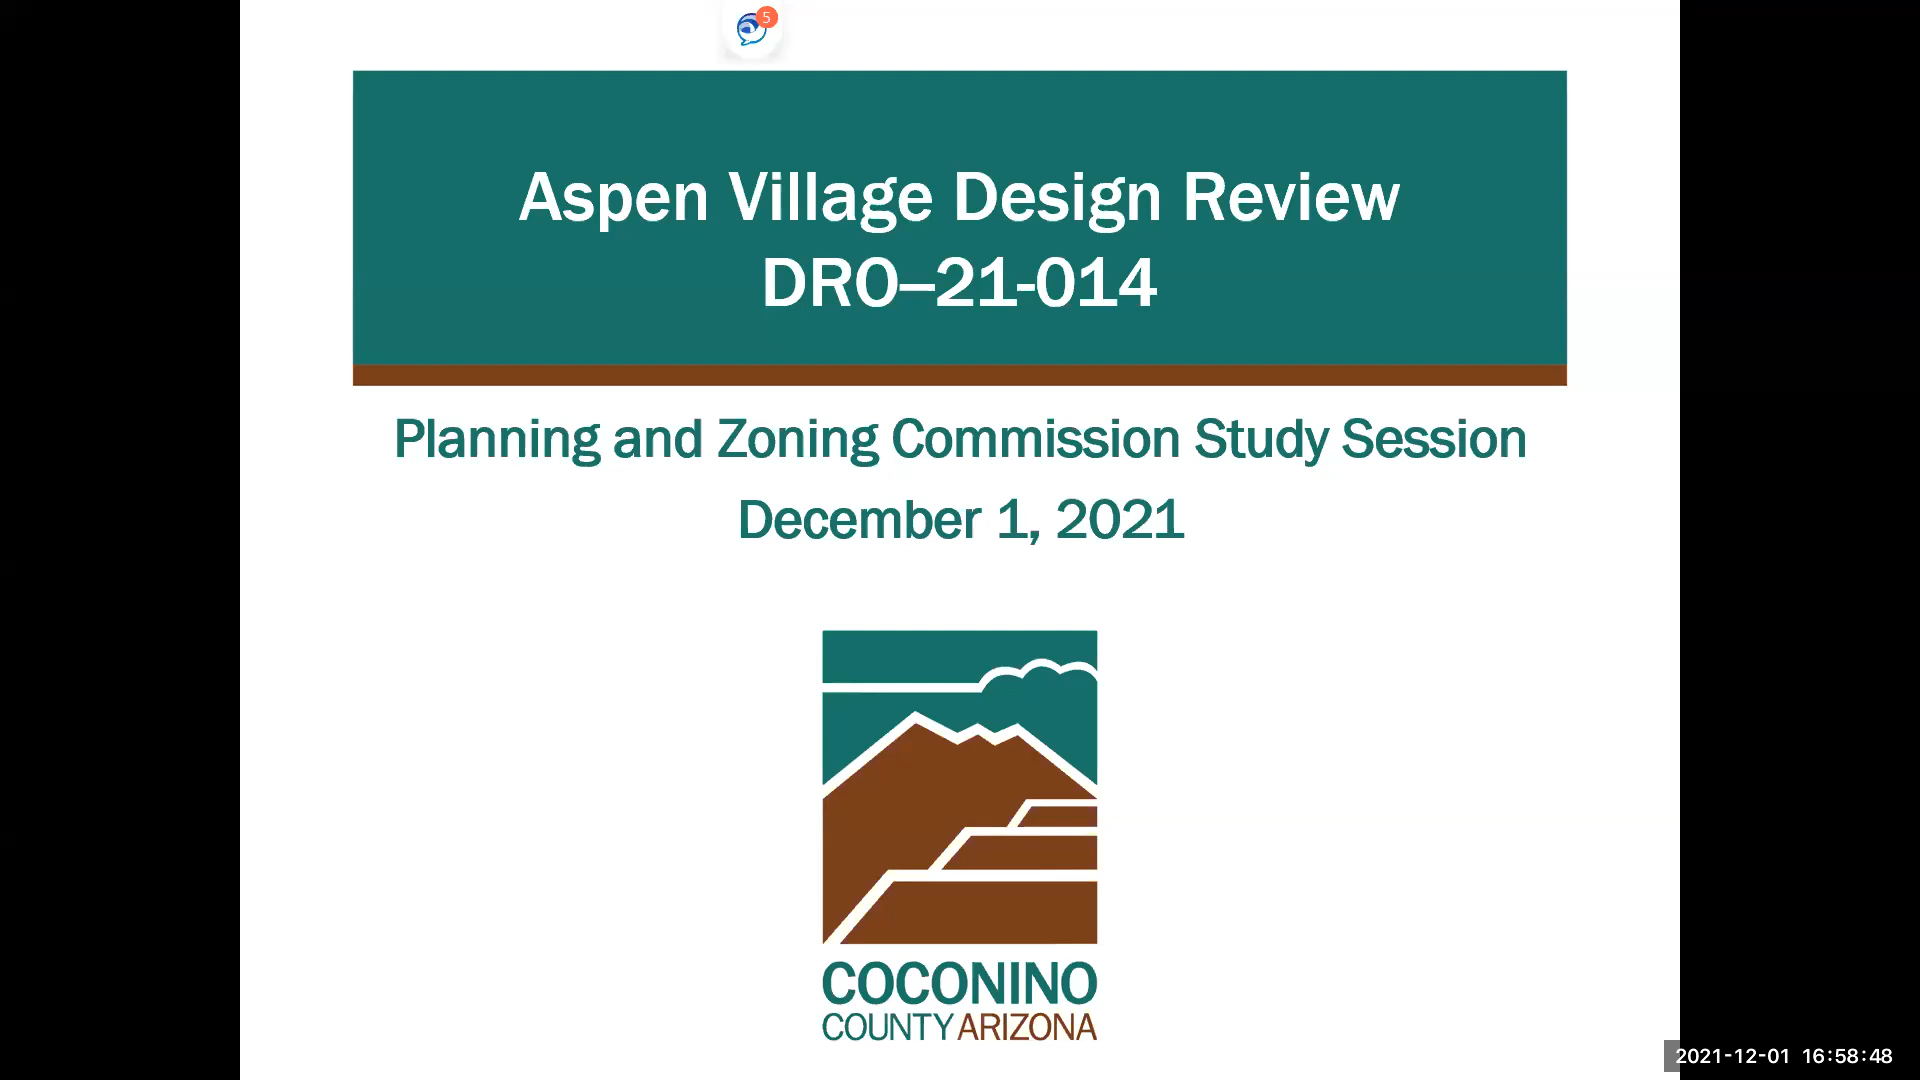 5
Aspen Village Design Review
DRO–21-014
Planning and Zoning Commission Study Session
December 1, 2021
COCONINO
COUNTY ARIZONA
2021-12-01 16:58:48